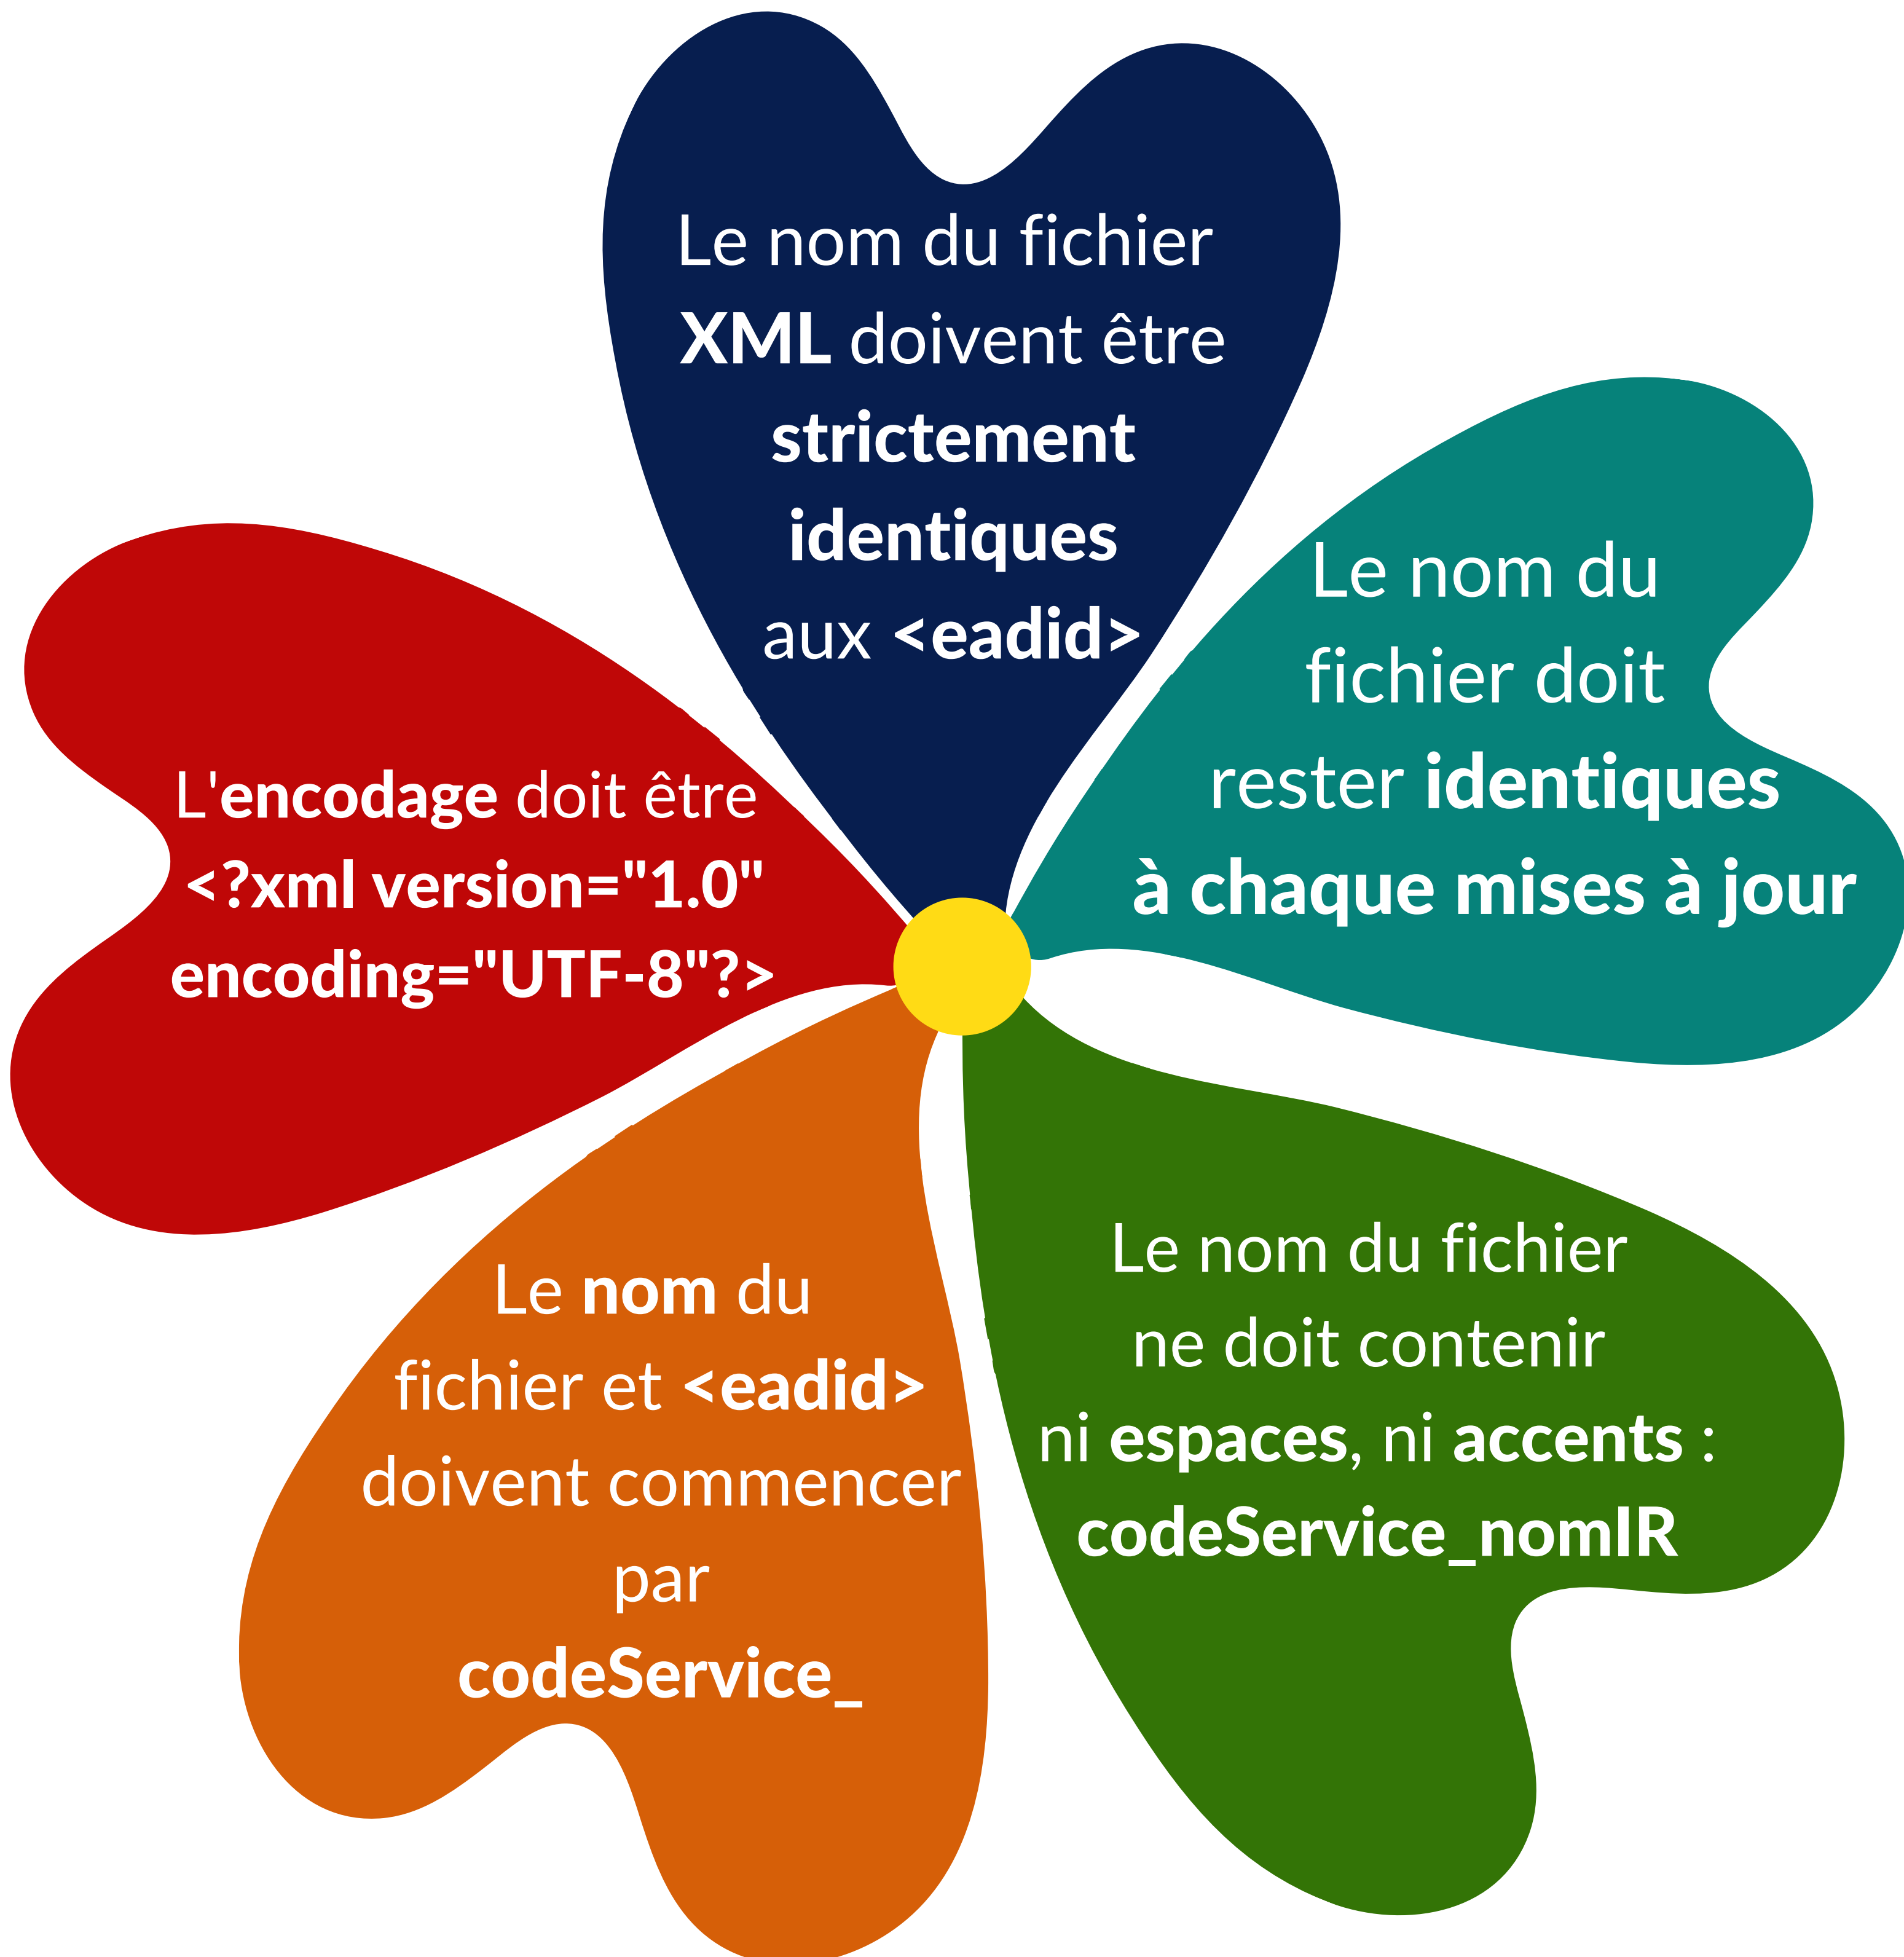 Le nom du fichier
XML doivent être
strictement
identiques
aux <eadid>
Le nom du
fichier doit
rester identiques
à chaque mises à jour
Le nom du fichier
ne doit contenir
ni espaces, ni accents :
codeService_nomIR
Le nom du
fichier et <eadid>
doivent commencer
par
codeService_
L'encodage doit être
<?xml version="1.0"
encoding="UTF-8"?>